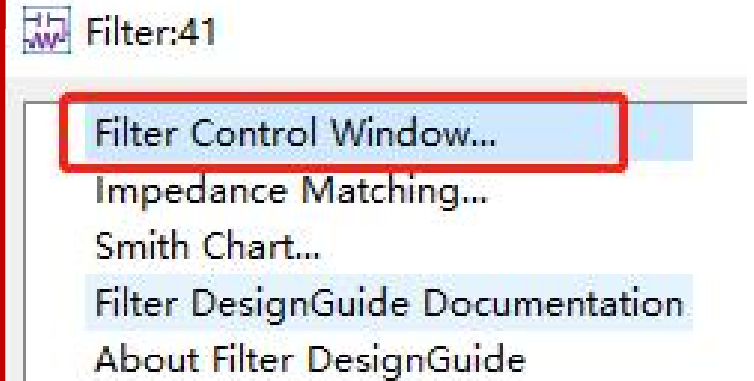 Filter:41
Filter Control Window...
Impedance Matching...
Smith Chart...
Filter DesignGuide Documentation
About Filter DesignGuide